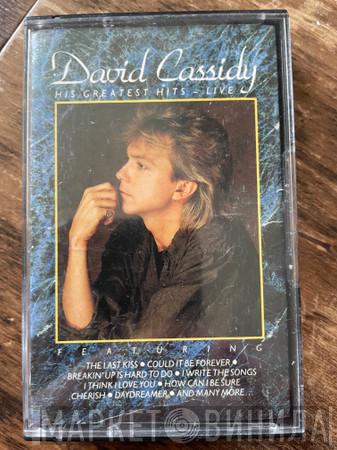 David Cassidy
HIS GREATEST HITS – LIVE
FEATURING
THE LAST KISS • COULD IT BE FOREVER •
BREAKIN' UP IS HARD TO DO • I WRITE THE SONGS
I THINK I LOVE YOU • HOW CAN I BE SURE
CHERISH • DAYDREAMER • AND MANY MORE...
МАРКЕТ ВИНИЛА